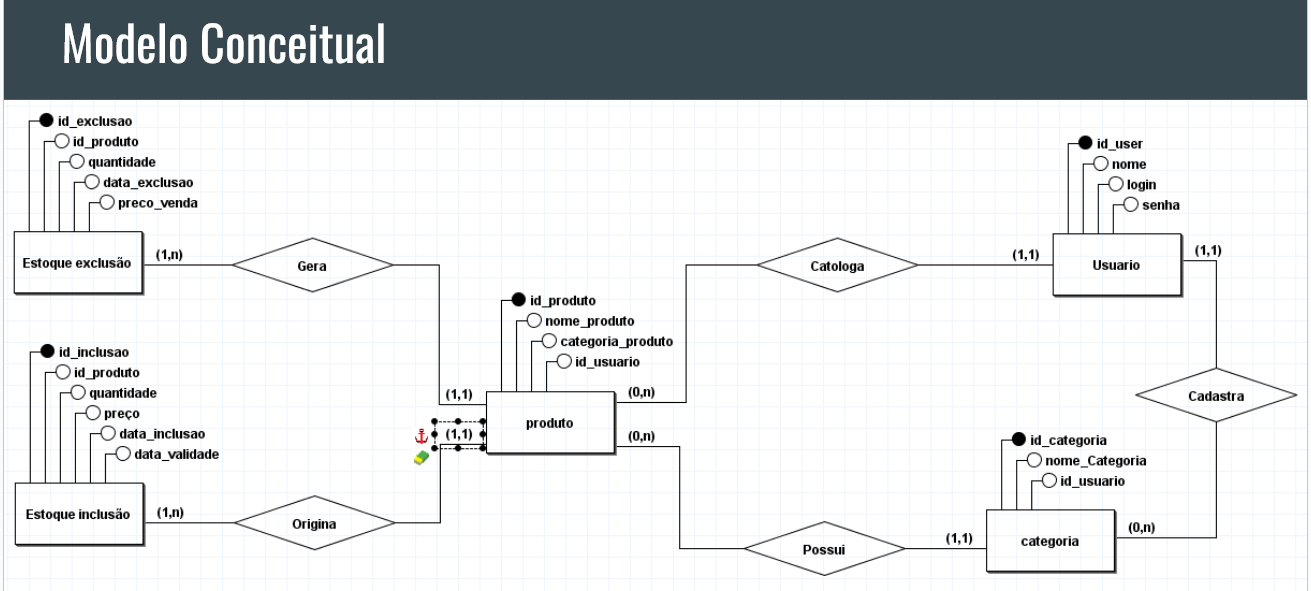 Modelo Conceitual
id_exclusao
id_produto
quantidade
data_exclusao
preco_venda
Estoque exclusão
(1,n)
Gera
(1,1)
id_inclusao
id_produto
quantidade
preço
data_inclusao
data_validade
Estoque inclusão
(1,n)
Origina
(1,1)
id_produto
nome_produto
categoria_produto
id_usuario
produto
(0,n)
(0,n)
Catologa
(1,1)
id_user
nome
login
senha
Usuario
(1,1)
Cadastra
Possui
(1,1)
id_categoria
nome_Categoria
id_usuario
categoria
(0,n)